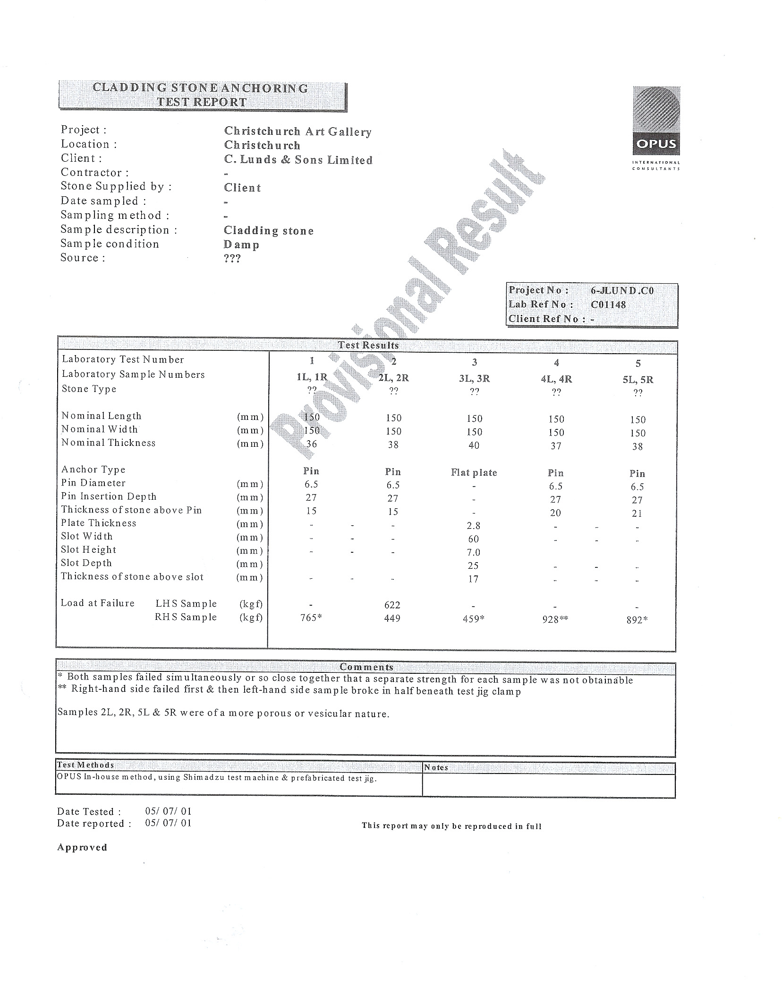 CLADDING STONE ANCHORING
TEST REPORT
OPUS
INTERNATIONAL
CONSULTANTS
Project : Christchurch Art Gallery
Location : Christchurch
Client : C. Lunds & Sons Limited
Contractor : -
Stone Supplied by : Client
Date sampled : -
Sampling method : -
Sample description : Cladding stone
Sample condition Damp
Source : ???
Provisional Result
Project No : 6-JLUND.C0
Lab Ref No : C01148
Client Ref No : -
Test Results
Laboratory Test Number 1 2 3 4 5
Laboratory Sample Numbers 1L, 1R 2L, 2R 3L, 3R 4L, 4R 5L, 5R
Stone Type ?? ?? ?? ?? ??
Nominal Length (mm) 150 150 150 150 150
Nominal Width (mm) 150 150 150 150 150
Nominal Thickness (mm) 36 38 40 37 38
Anchor Type Pin Pin Flat plate Pin Pin
Pin Diameter (mm) 6.5 6.5 - 6.5 6.5
Pin Insertion Depth (mm) 27 27 - 27 27
Thickness of stone above Pin (mm) 15 15 - 20 21
Plate Thickness (mm) - - - 2.8 - - -
Slot Width (mm) - - - 60 - - -
Slot Height (mm) - - - 7.0
Slot Depth (mm) 25 - - -
Thickness of stone above slot (mm) - - - 17 - - -
Load at Failure LHS Sample (kgf) - 622 - - -
RHS Sample (kgf) 765* 449 459* 928** 892*
Comments
* Both samples failed simultaneously or so close together that a separate strength for each sample was not obtainable
** Right-hand side failed first & then left-hand side sample broke in half beneath test jig clamp
Samples 2L, 2R, 5L & 5R were of a more porous or vesicular nature.
Test Methods Notes
OPUS In-house method, using Shimadzu test machine & prefabricated test jig.
Date Tested : 05/ 07/ 01
Date reported : 05/ 07/ 01
This report may only be reproduced in full
Approved